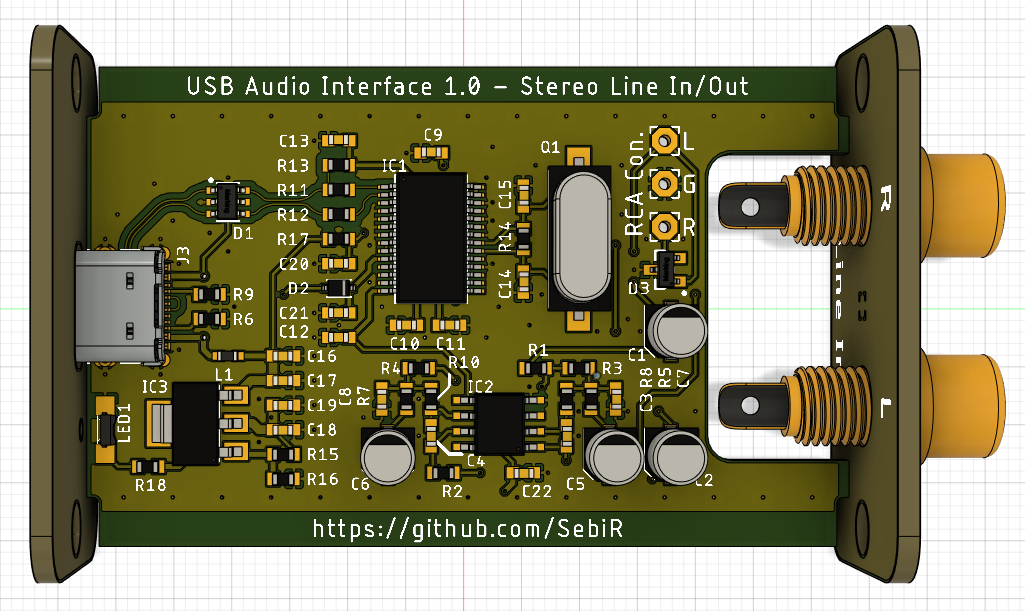 USB Audio Interface 1.0 - Stereo Line In/Out
C13
C9
R13
IC1
Q1
RCA Con.
L
R11
C15
G
R
R12
D1
R17
R14
R
J3
C20
D2
C14
D3
R9
C21
R6
C12
C10
C11
C1
Line In
L1
C16
R4
R10
R1
R3
IC3
C17
C8
R7
IC2
C3
R8
R5
C7
C19
L
LED1
C18
R15
C4
R18
R16
C6
R2
C22
C5
C2
https://github.com/SebiR